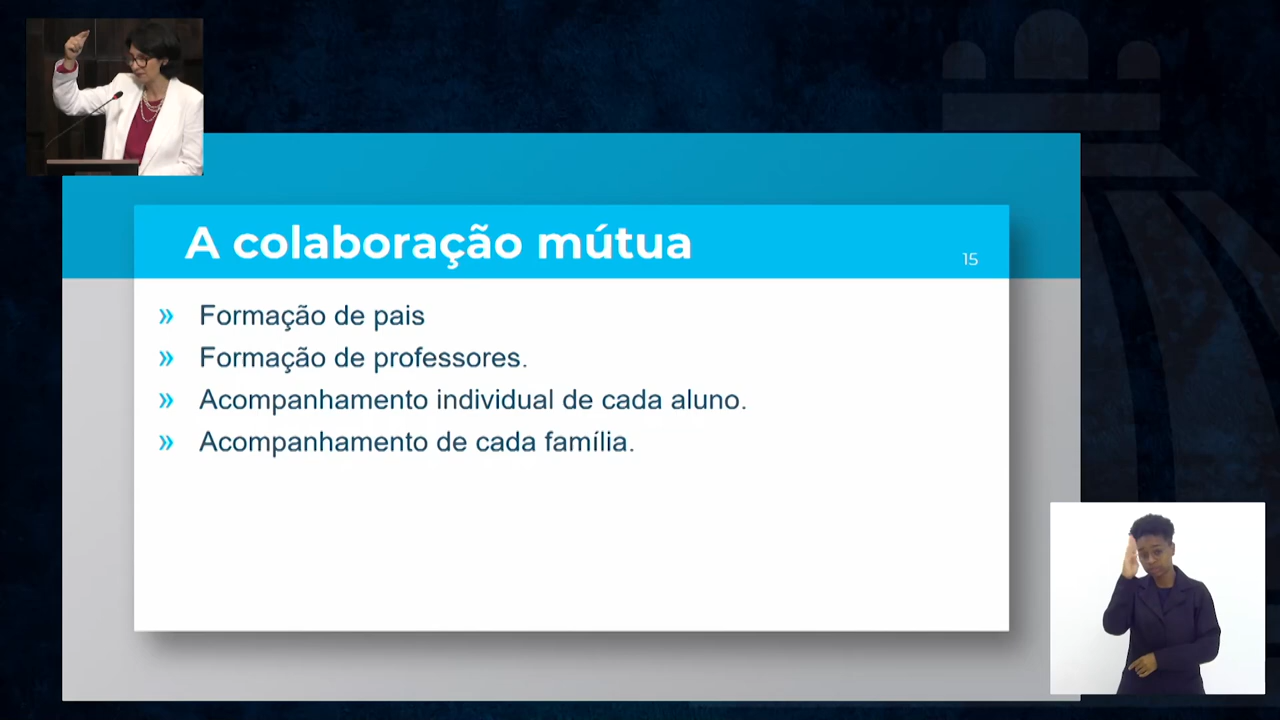 A colaboração mútua
15
» Formação de pais
» Formação de professores.
» Acompanhamento individual de cada aluno.
» Acompanhamento de cada família.